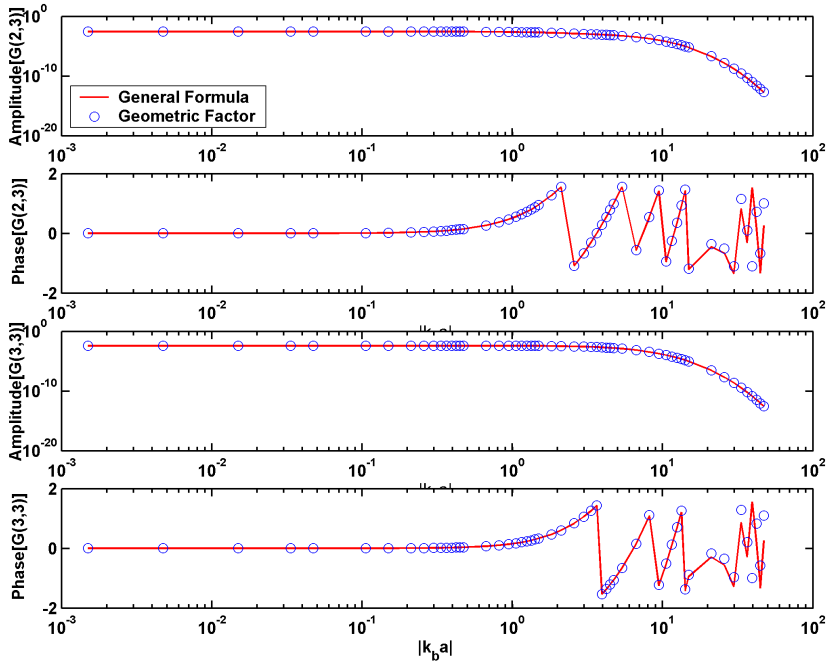 10^0
10^-10
10^-20
Amplitude[G(2,3)]
General Formula
Geometric Factor
10^-3 10^-2 10^-1 10^0 10^1 10^2
2
0
-2
Phase[G(2,3)]
10^-3 10^-2 10^-1 10^0 10^1 10^2
10^0
10^-10
10^-20
Amplitude[G(3,3)]
10^-3 10^-2 10^-1 10^0 10^1 10^2
2
0
-2
Phase[G(3,3)]
10^-3 10^-2 10^-1 10^0 10^1 10^2
|k_b a|